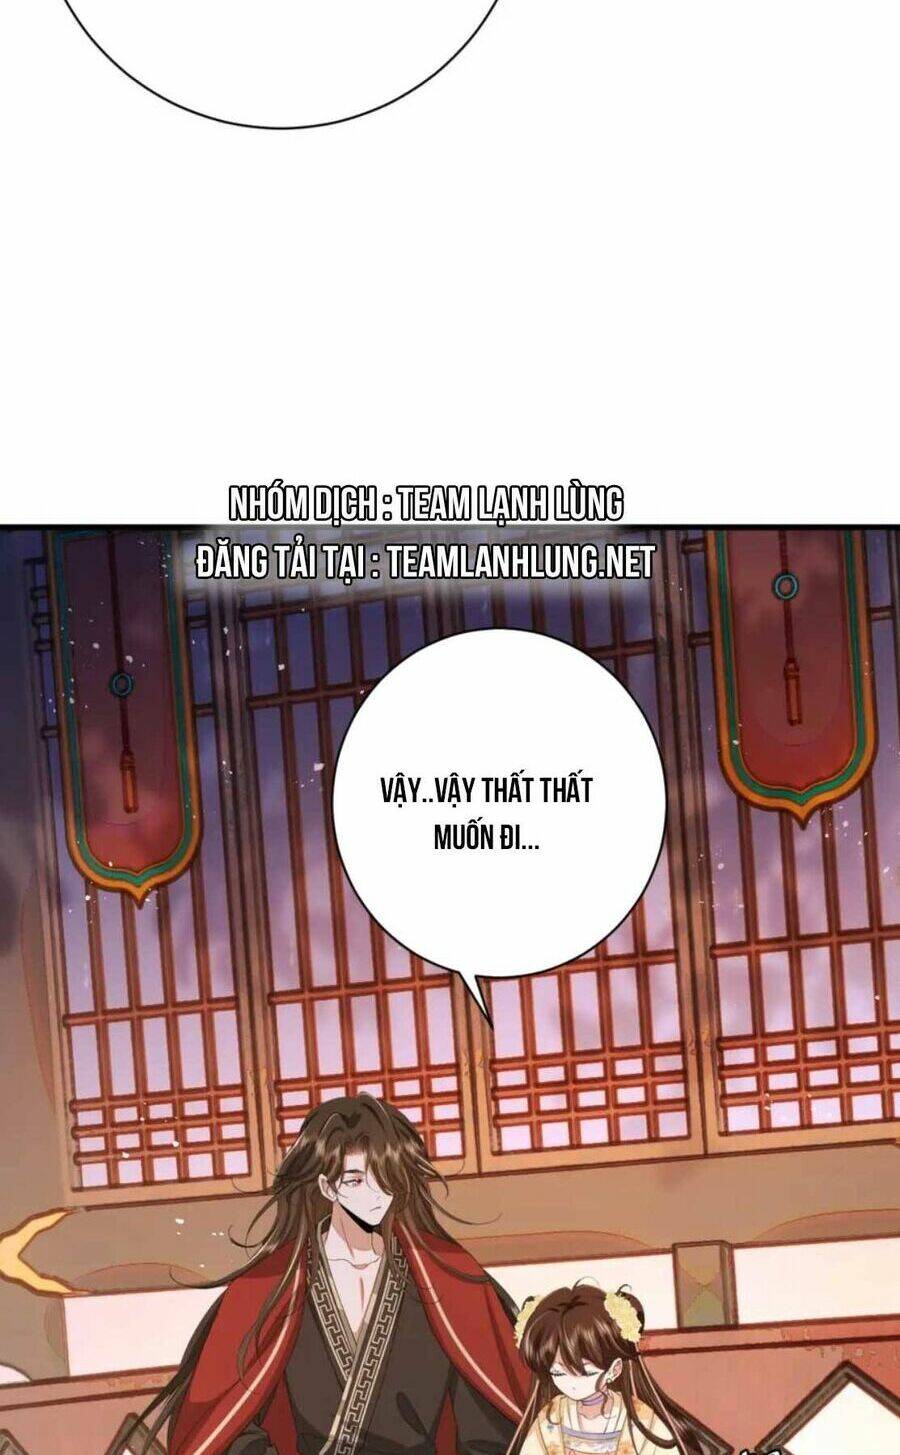 NHÓM DỊCH : TEAM LẠNH LÙNG
ĐĂNG TẢI TẠI : TEAMLANHLUNG.NET
VẬY..VẬY THẤT THẤT
MUỐN ĐI...